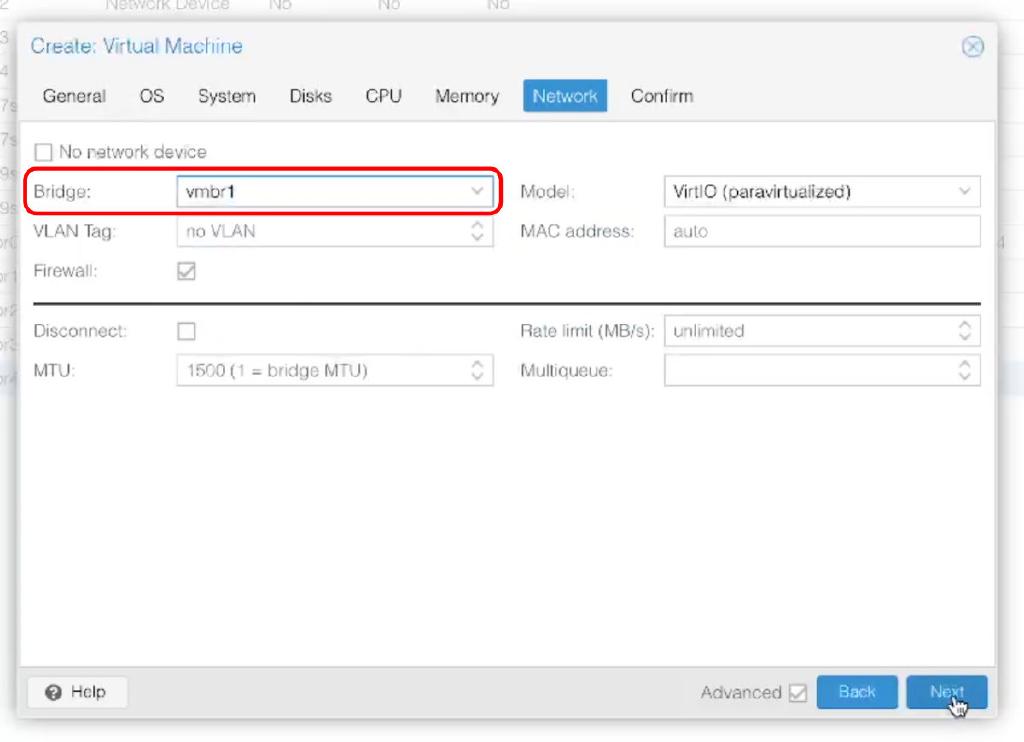 Network Device No No No
Create: Virtual Machine
General OS System Disks CPU Memory Network Confirm
No network device
Bridge: vmbr1 Model: VirtIO (paravirtualized)
VLAN Tag: no VLAN MAC address: auto
Firewall:
Disconnect: Rate limit (MB/s): unlimited
MTU: 1500 (1 = bridge MTU) Multiqueue:
Help Advanced Back Next